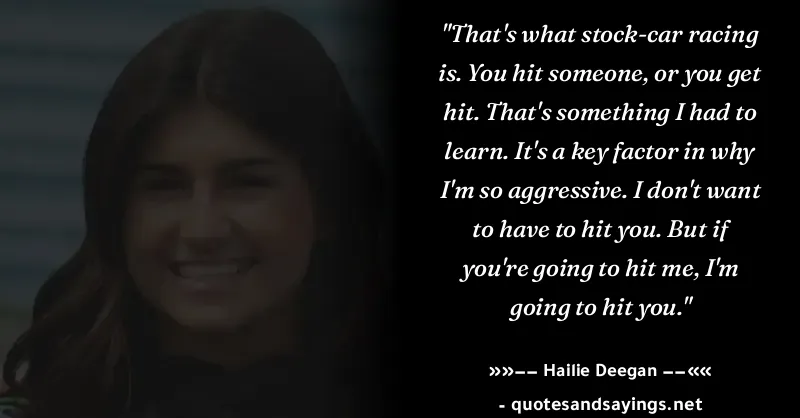 "That's what stock-car racing
is. You hit someone, or you get
hit. That's something I had to
learn. It's a key factor in why
I'm so aggressive. I don't want
to have to hit you. But if
you're going to hit me, I'm
going to hit you."
»»–– Hailie Deegan ––««
- quotesandsayings.net